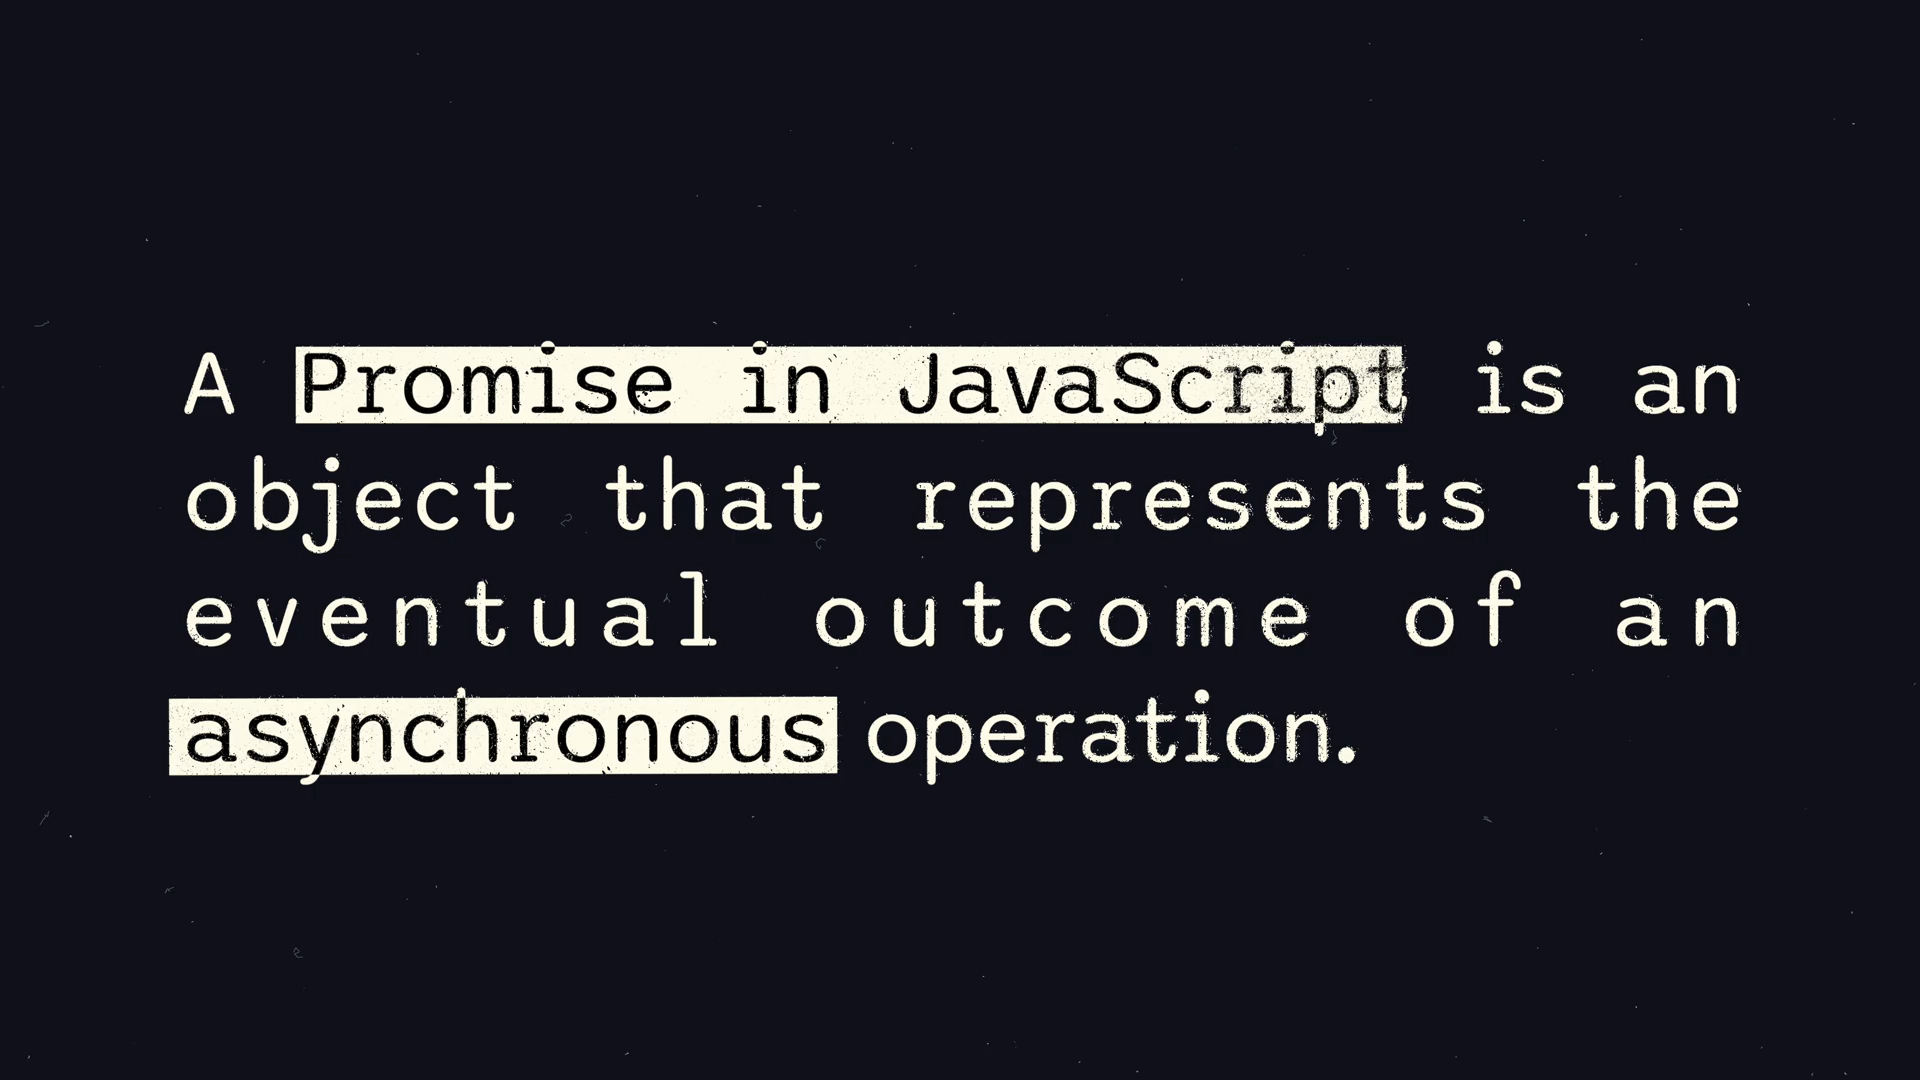 A Promise in JavaScript is an
object that represents the
eventual outcome of an
asynchronous operation.